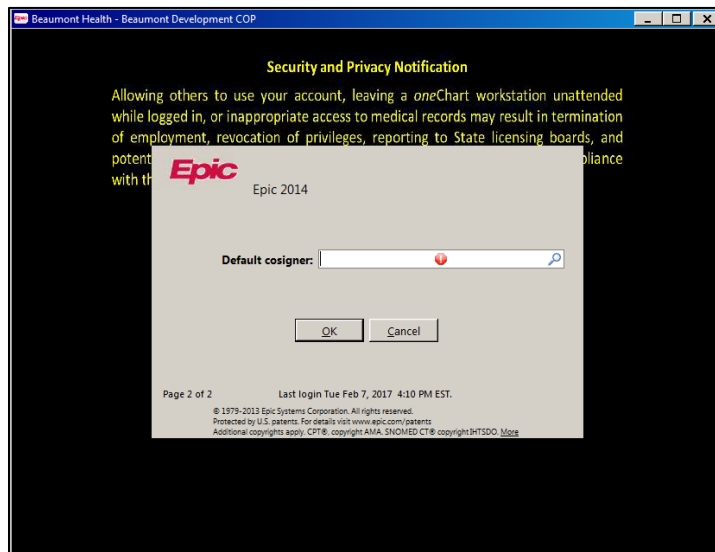 Epic Beaumont Health - Beaumont Development COP
Security and Privacy Notification
Allowing others to use your account, leaving a oneChart workstation unattended
while logged in, or inappropriate access to medical records may result in termination
of employment, revocation of privileges, reporting to State licensing boards, and
potent
pliance
with th
Epic
Epic 2014
Default cosigner:
OK Cancel
Page 2 of 2 Last login Tue Feb 7, 2017 4:10 PM EST.
© 1979-2013 Epic Systems Corporation. All rights reserved.
Protected by U.S. patents. For details visit www.epic.com/patents
Additional copyrights apply. CPT®, copyright AMA. SNOMED CT® copyright IHTSDO. More